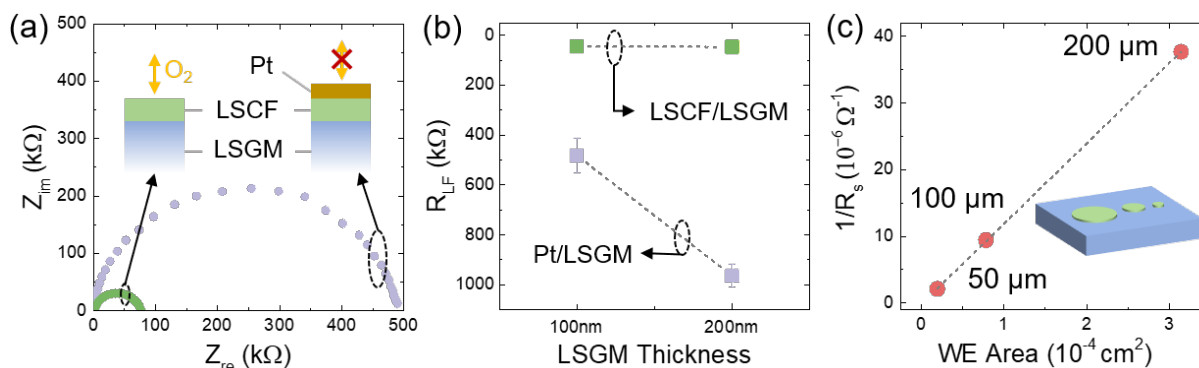 (a)
500
400
300
200
100
0
Z_im (kΩ)
O₂
Pt
LSCF
LSGM
0 100 200 300 400 500
Z_re (kΩ)
(b)
0
200
400
600
800
1000
R_LF (kΩ)
LSCF/LSGM
Pt/LSGM
100nm 200nm
LSGM Thickness
(c)
40
30
20
10
0
1/R_s (10⁻⁶ Ω⁻¹)
200 µm
100 µm
50 µm
0 1 2 3
WE Area (10⁻⁴ cm²)